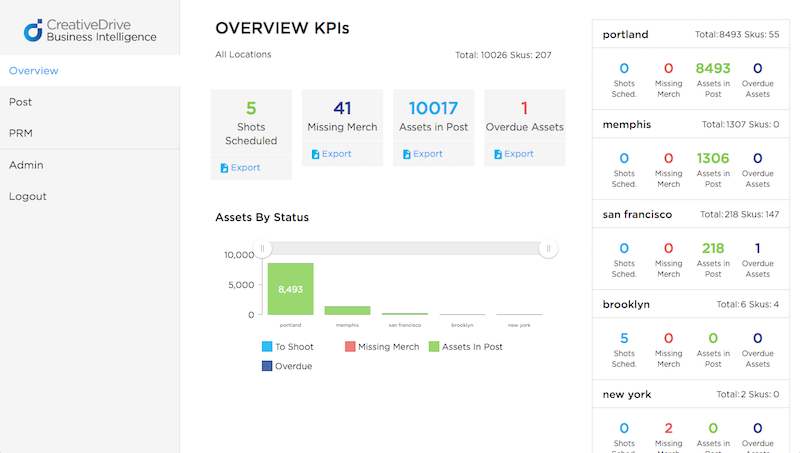 CreativeDrive
Business Intelligence
Overview
Post
PRM
Admin
Logout
OVERVIEW KPIs
All Locations
Total: 10026 Skus: 207
5
Shots
Scheduled
Export
41
Missing Merch
Export
10017
Assets in Post
Export
1
Overdue Assets
Export
Assets By Status
10,000
5,000
0
8,493
portland
memphis
san francisco
brooklyn
new york
To Shoot
Missing Merch
Assets In Post
Overdue
portland
Total:8493 Skus: 55
0
Shots
Sched.
0
Missing
Merch
8493
Assets in
Post
0
Overdue
Assets
memphis
Total:1307 Skus: 0
0
Shots
Sched.
0
Missing
Merch
1306
Assets in
Post
0
Overdue
Assets
san francisco
Total: 218 Skus: 147
0
Shots
Sched.
0
Missing
Merch
218
Assets in
Post
1
Overdue
Assets
brooklyn
Total: 6 Skus: 4
5
Shots
Sched.
0
Missing
Merch
0
Assets in
Post
0
Overdue
Assets
new york
Total: 2 Skus: 0
0
Shots
Sched.
2
Missing
Merch
0
Assets in
Post
0
Overdue
Assets